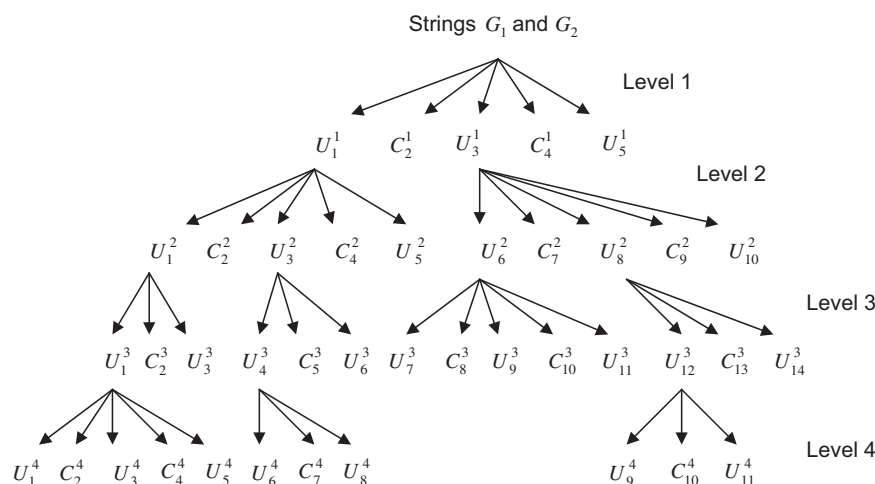 Strings G₁ and G₂
Level 1
U₁¹ C₂¹ U₃¹ C₄¹ U₅¹
Level 2
U₁² C₂² U₃² C₄² U₅² U₆² C₇² U₈² C₉² U₁₀²
Level 3
U₁³ C₂³ U₃³ U₄³ C₅³ U₆³ U₇³ C₈³ U₉³ C₁₀³ U₁₁³ U₁₂³ C₁₃³ U₁₄³
Level 4
U₁⁴ C₂⁴ U₃⁴ C₄⁴ U₅⁴ U₆⁴ C₇⁴ U₈⁴ U₉⁴ C₁₀⁴ U₁₁⁴